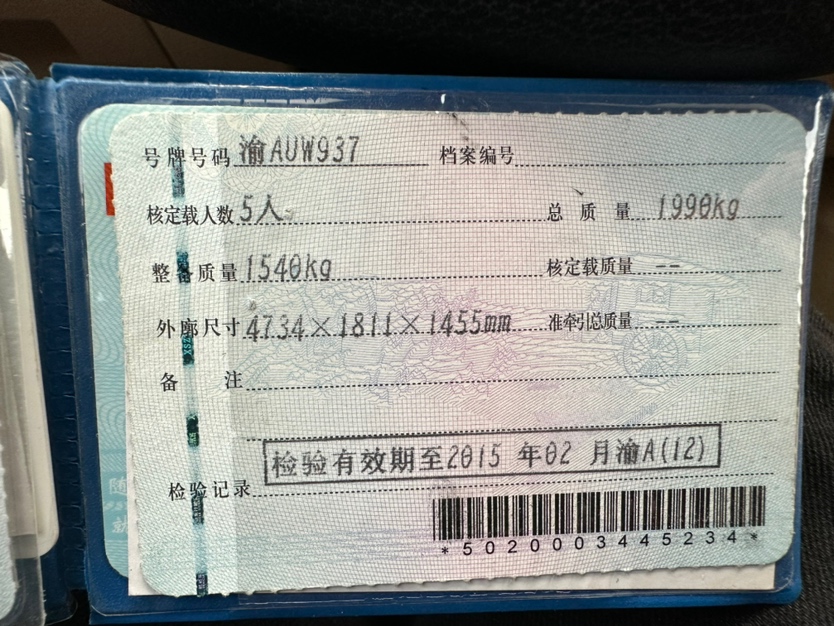 号牌号码 渝AUW937 档案编号
核定载人数 5人 总质量 1990kg
整备质量 1540kg 核定载质量 --
外廓尺寸 4734×1811×1455mm 准牵引总质量 --
备注
检验有效期至2015年02月渝A(12)
检验记录
*5020003445234*